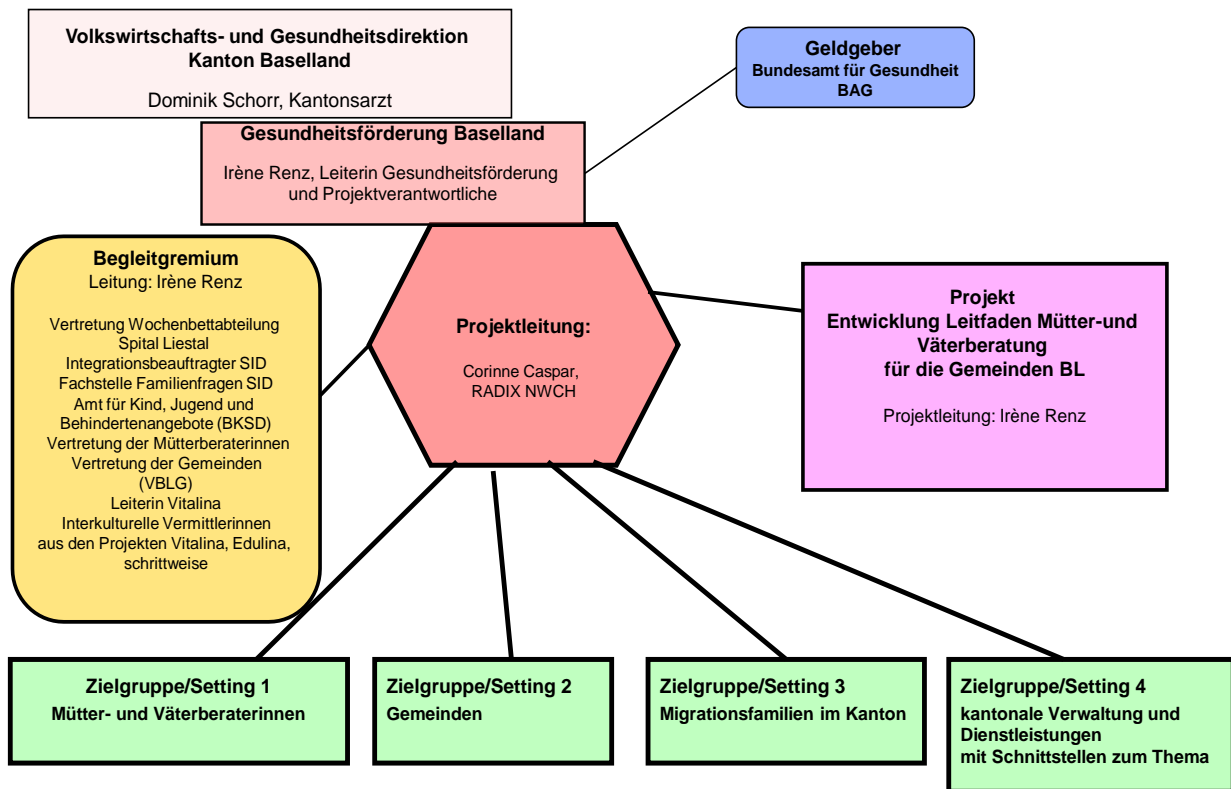 Volkswirtschafts- und Gesundheitsdirektion
Kanton Baselland
Dominik Schorr, Kantonsarzt
Geldgeber
Bundesamt für Gesundheit
BAG
Gesundheitsförderung Baselland
Irène Renz, Leiterin Gesundheitsförderung
und Projektverantwortliche
Begleitgremium
Leitung: Irène Renz
Vertretung Wochenbettabteilung
Spital Liestal
Integrationsbeauftragter SID
Fachstelle Familienfragen SID
Amt für Kind, Jugend und
Behindertenangebote (BKSD)
Vertretung der Mütterberaterinnen
Vertretung der Gemeinden
(VBLG)
Leiterin Vitalina
Interkulturelle Vermittlerinnen
aus den Projekten Vitalina, Edulina,
schrittweise
Projektleitung:
Corinne Caspar,
RADIX NWCH
Projekt
Entwicklung Leitfaden Mütter-und
Väterberatung
für die Gemeinden BL
Projektleitung: Irène Renz
Zielgruppe/Setting 1
Mütter- und Väterberaterinnen
Zielgruppe/Setting 2
Gemeinden
Zielgruppe/Setting 3
Migrationsfamilien im Kanton
Zielgruppe/Setting 4
kantonale Verwaltung und
Dienstleistungen
mit Schnittstellen zum Thema